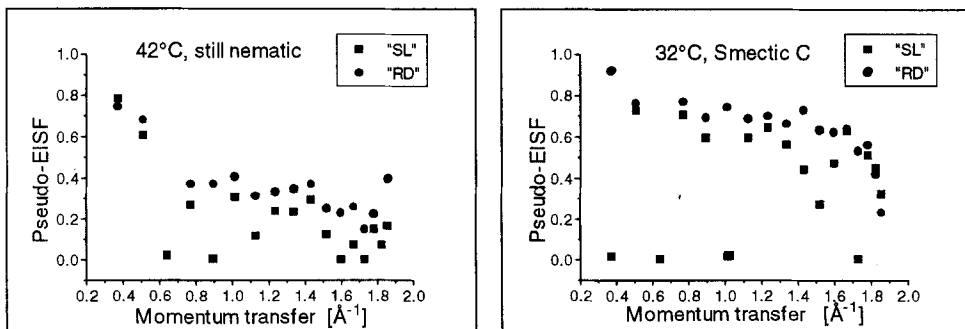 42°C, still nematic
"SL"
"RD"
Pseudo-EISF
1.0
0.8
0.6
0.4
0.2
0.0
0.2 0.4 0.6 0.8 1.0 1.2 1.4 1.6 1.8 2.0
Momentum transfer [Å⁻¹]
32°C, Smectic C
"SL"
"RD"
Pseudo-EISF
1.0
0.8
0.6
0.4
0.2
0.0
0.2 0.4 0.6 0.8 1.0 1.2 1.4 1.6 1.8 2.0
Momentum transfer [Å⁻¹]